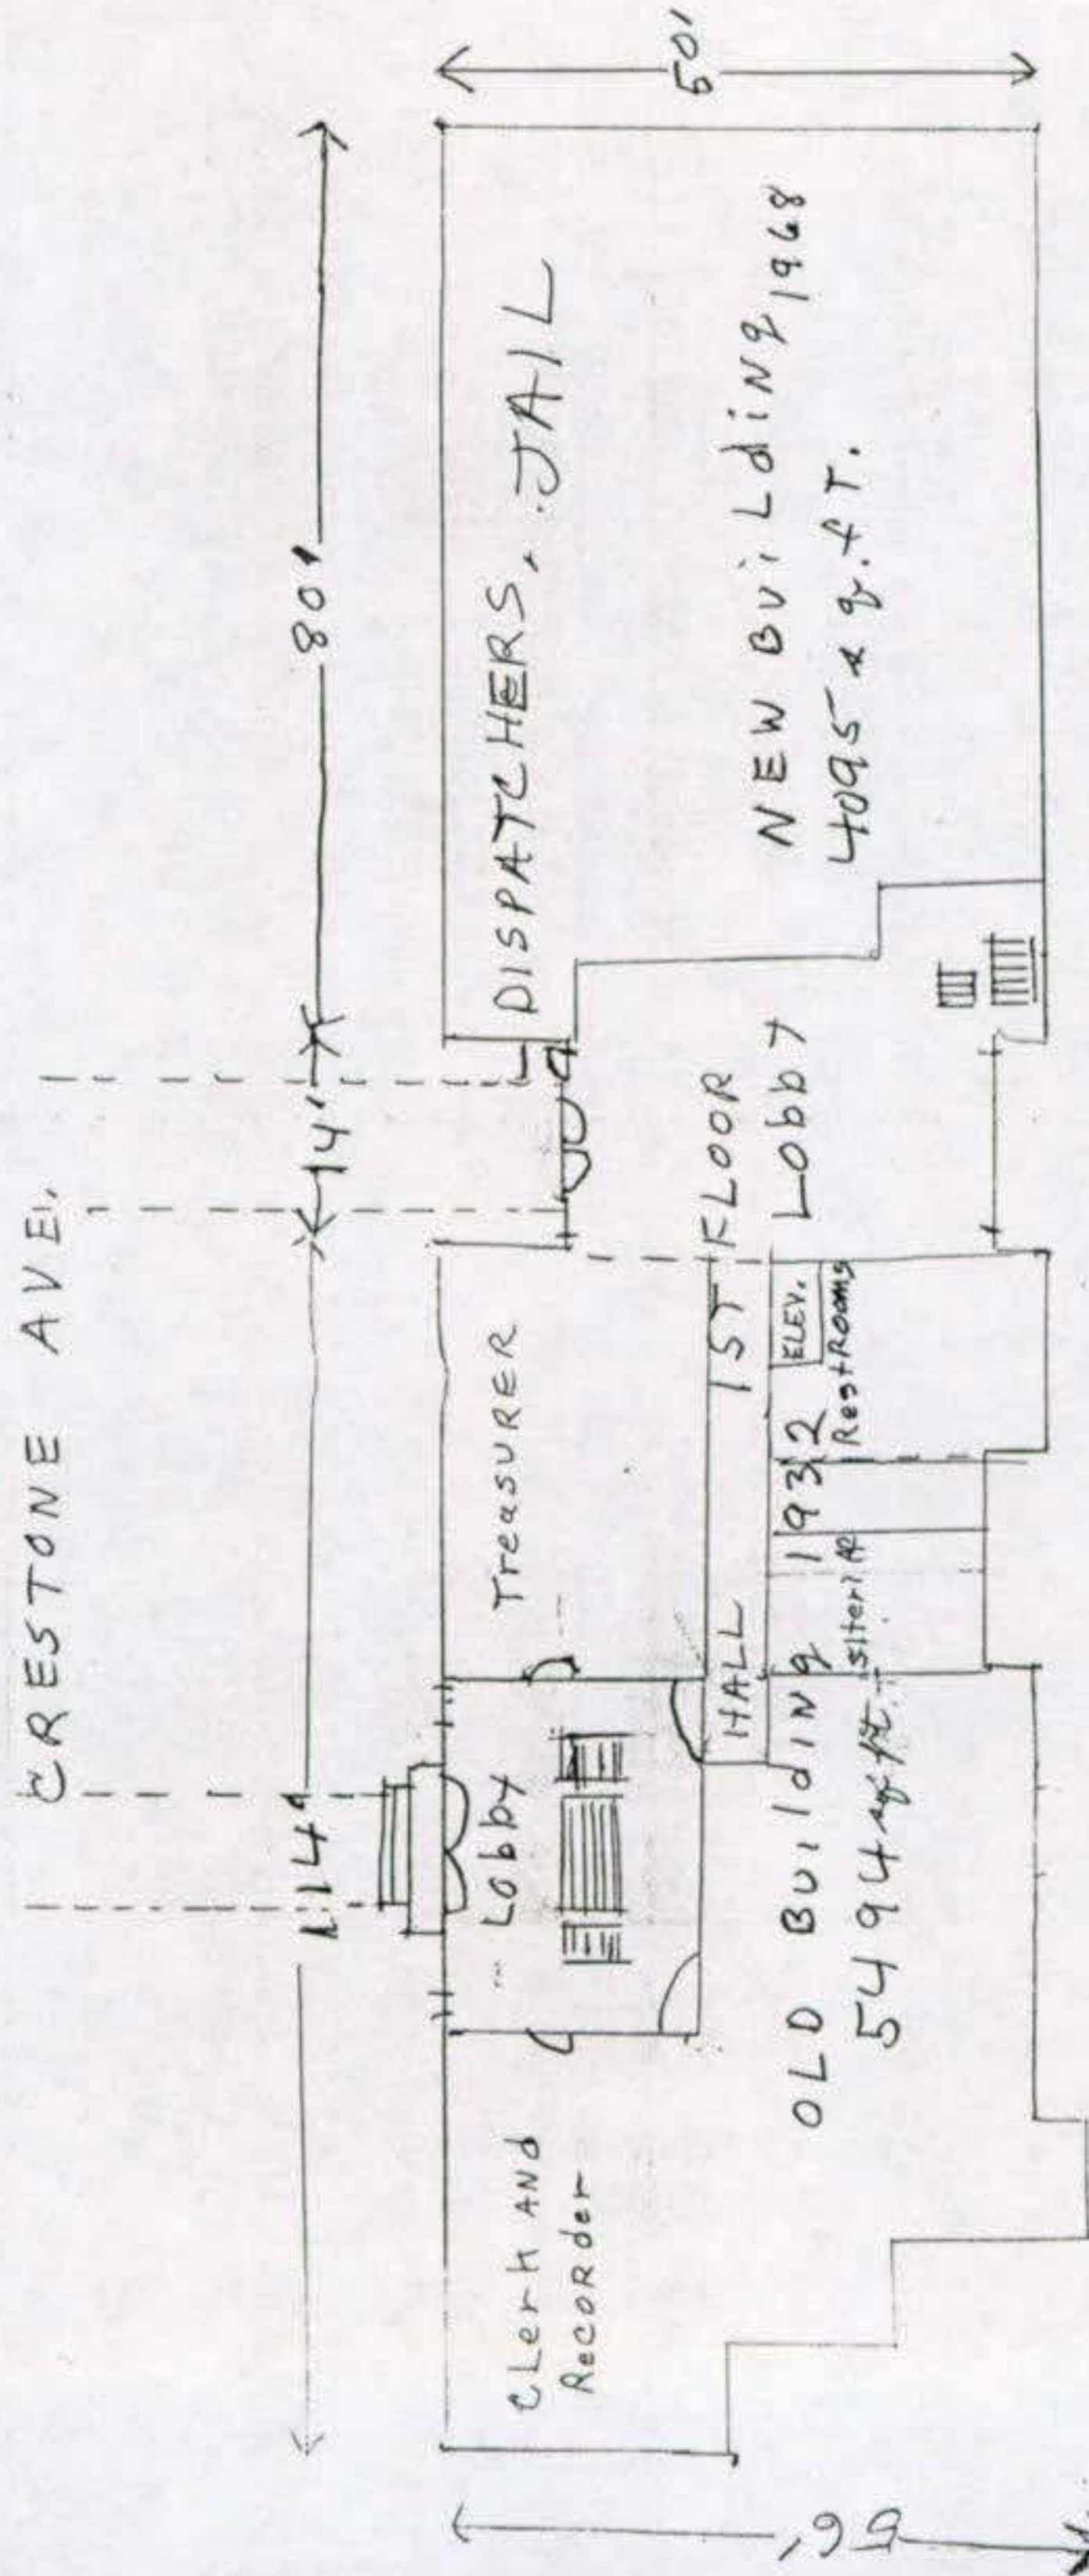 CRESTONE AVE.
114'
14'
80'
56'
50'
CLerk AND
RecORder
Lobby
TreasURER
DISPATCHERS, JAIL
HALL
1ST FLOOR
Lobby
ELEV.
RestRooms
OLD BuildiNg 1932
5494 sq ft.
NEW BuiLdiNg 1968
4095 sq.fT.